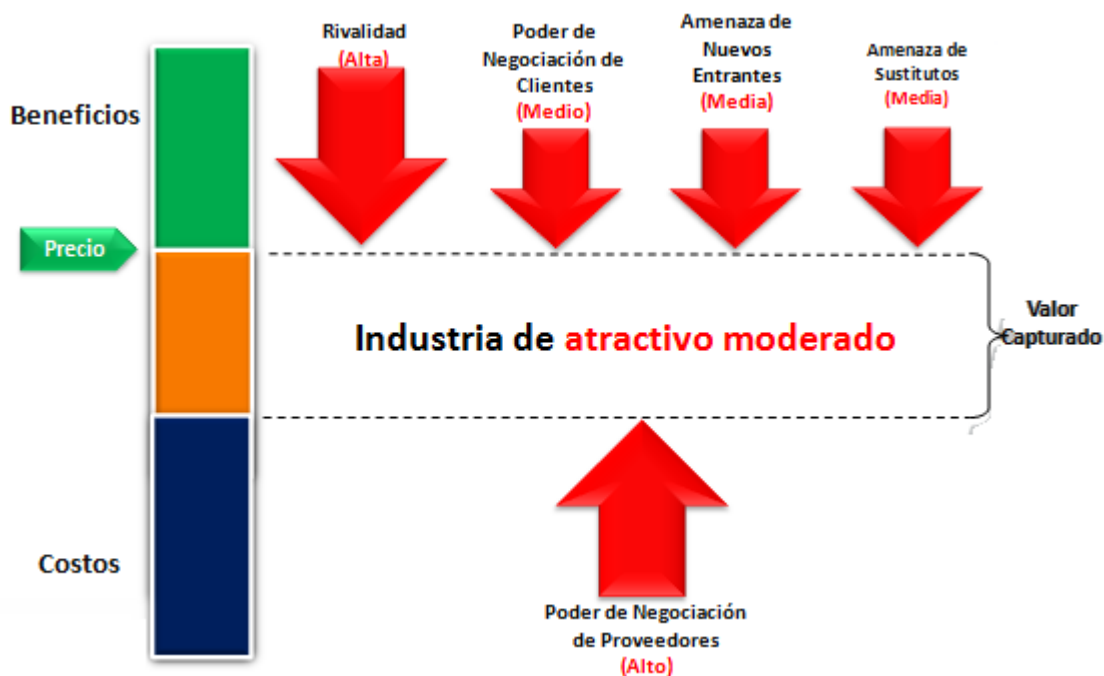 Rivalidad
(Alta)
Poder de
Negociación de
Clientes
(Medio)
Amenaza de
Nuevos
Entrantes
(Media)
Amenaza de
Sustitutos
(Media)
Beneficios
Precio
Industria de atractivo moderado
Valor
Capturado
Costos
Poder de Negociación
de Proveedores
(Alto)